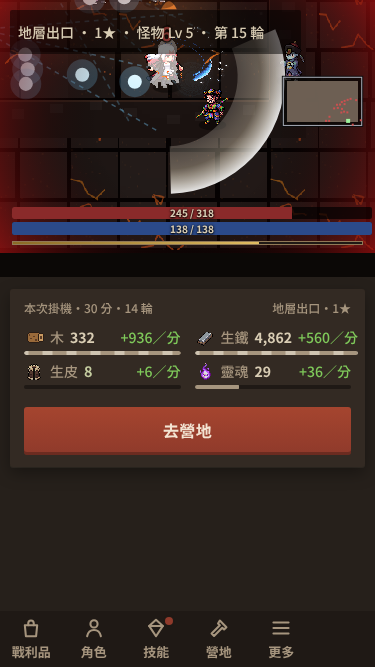 地層出口 · 1★ · 怪物 Lv 5 · 第 15 輪
245 / 318
138 / 138
本次掛機・30 分・14 輪
地層出口・1★
木 332 +936／分
生鐵 4,862 +560／分
生皮 8 +6／分
靈魂 29 +36／分
去營地
戰利品
角色
技能
營地
更多